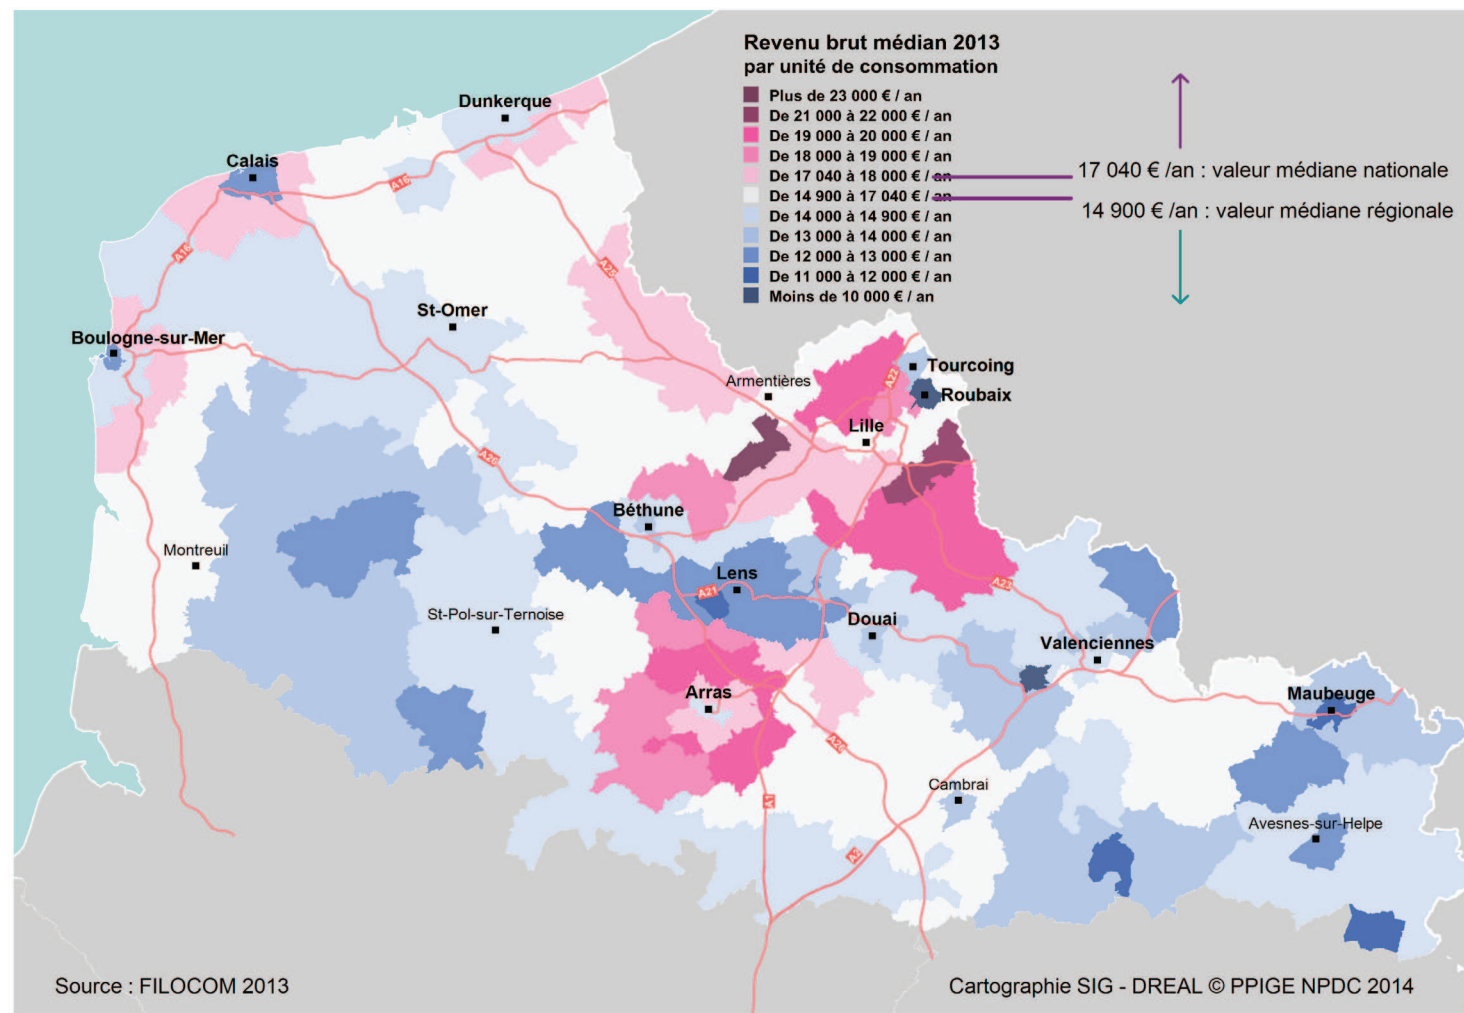 Revenu brut médian 2013
par unité de consommation
Plus de 23 000 € / an
De 21 000 à 22 000 € / an
De 19 000 à 20 000 € / an
De 18 000 à 19 000 € / an
De 17 040 à 18 000 € / an
De 14 900 à 17 040 € / an
De 14 000 à 14 900 € / an
De 13 000 à 14 000 € / an
De 12 000 à 13 000 € / an
De 11 000 à 12 000 € / an
Moins de 10 000 € / an
17 040 € /an : valeur médiane nationale
14 900 € /an : valeur médiane régionale
Dunkerque
Calais
A16
A16
A25
St-Omer
Boulogne-sur-Mer
Armentières
A22
Tourcoing
Roubaix
Lille
A26
Béthune
Montreuil
Lens
A21
A23
St-Pol-sur-Ternoise
Douai
Valenciennes
Arras
Maubeuge
A26
Cambrai
A1
Avesnes-sur-Helpe
A2
Source : FILOCOM 2013
Cartographie SIG - DREAL © PPIGE NPDC 2014